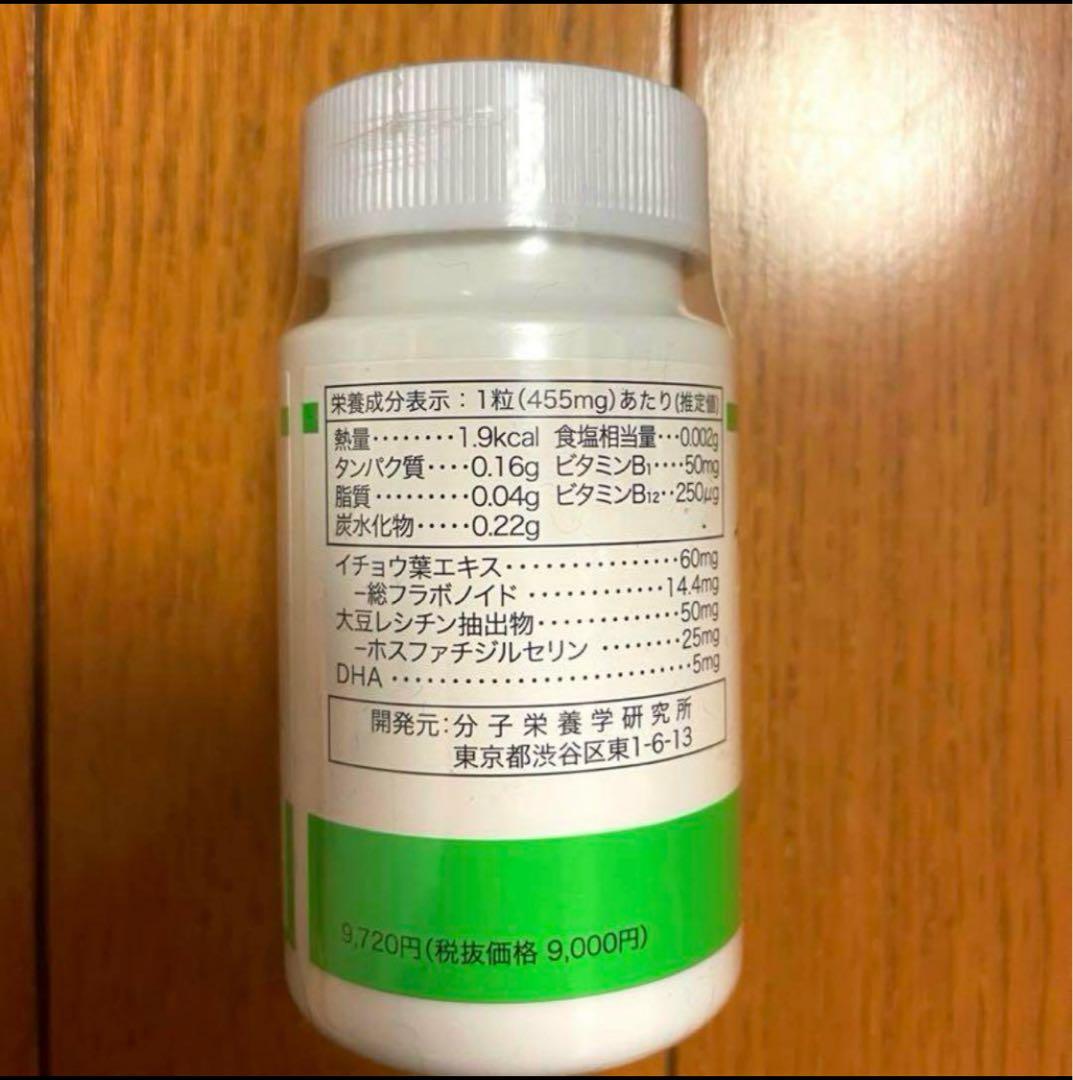 栄養成分表示：1粒(455mg)あたり(推定値)
熱量········1.9kcal 食塩相当量···0.002g
タンパク質····0.16g ビタミンB₁····50mg
脂質·········0.04g ビタミンB₁₂··250μg
炭水化物·····0.22g
イチョウ葉エキス···············60mg
−総フラボノイド ············14.4mg
大豆レシチン抽出物·············50mg
−ホスファチジルセリン ········25mg
DHA ·························5mg
開発元：分子栄養学研究所
東京都渋谷区東1-6-13
9,720円(税抜価格 9,000円)